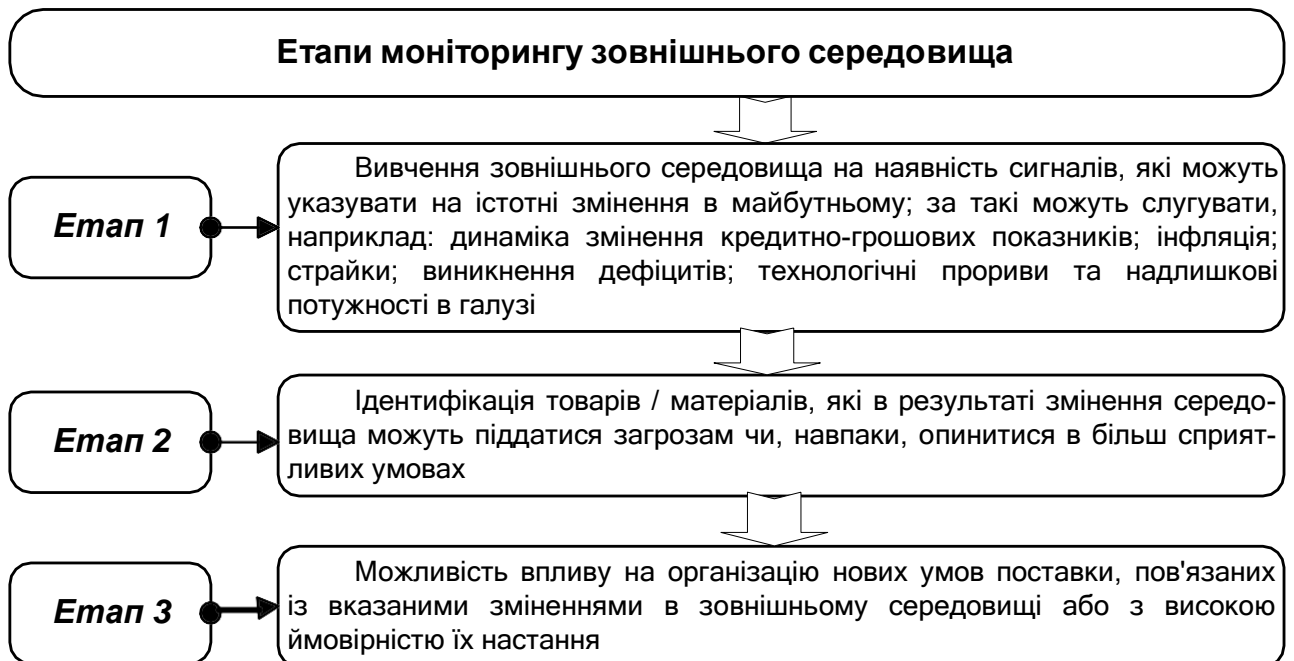 Етапи моніторингу зовнішнього середовища
Етап 1
Вивчення зовнішнього середовища на наявність сигналів, які можуть
указувати на істотні змінення в майбутньому; за такі можуть слугувати,
наприклад: динаміка змінення кредитно-грошових показників; інфляція;
страйки; виникнення дефіцитів; технологічні прориви та надлишкові
потужності в галузі
Етап 2
Ідентифікація товарів / матеріалів, які в результаті змінення середо-
вища можуть піддатися загрозам чи, навпаки, опинитися в більш сприят-
ливих умовах
Етап 3
Можливість впливу на організацію нових умов поставки, пов'язаних
із вказаними зміненнями в зовнішньому середовищі або з високою
ймовірністю їх настання